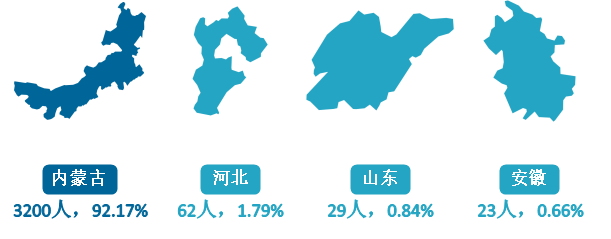 内蒙古 河北 山东 安徽
3200人，92.17% 62人，1.79% 29人，0.84% 23人，0.66%